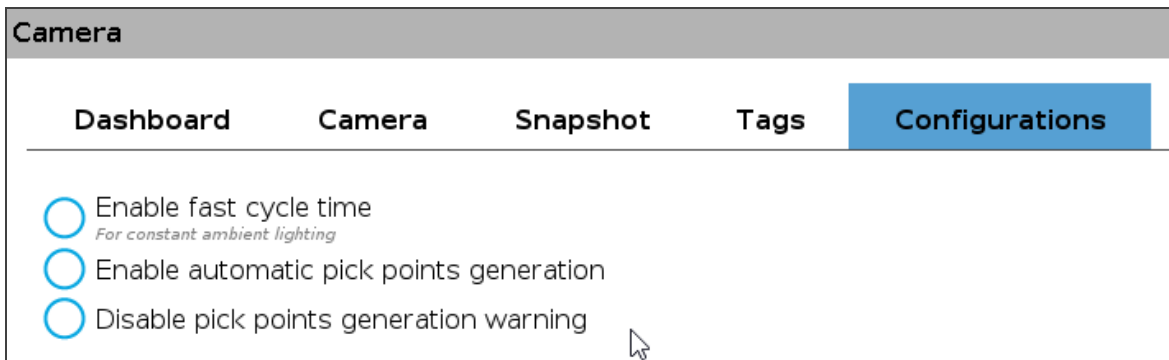 Camera
Dashboard Camera Snapshot Tags Configurations
Enable fast cycle time
For constant ambient lighting
Enable automatic pick points generation
Disable pick points generation warning